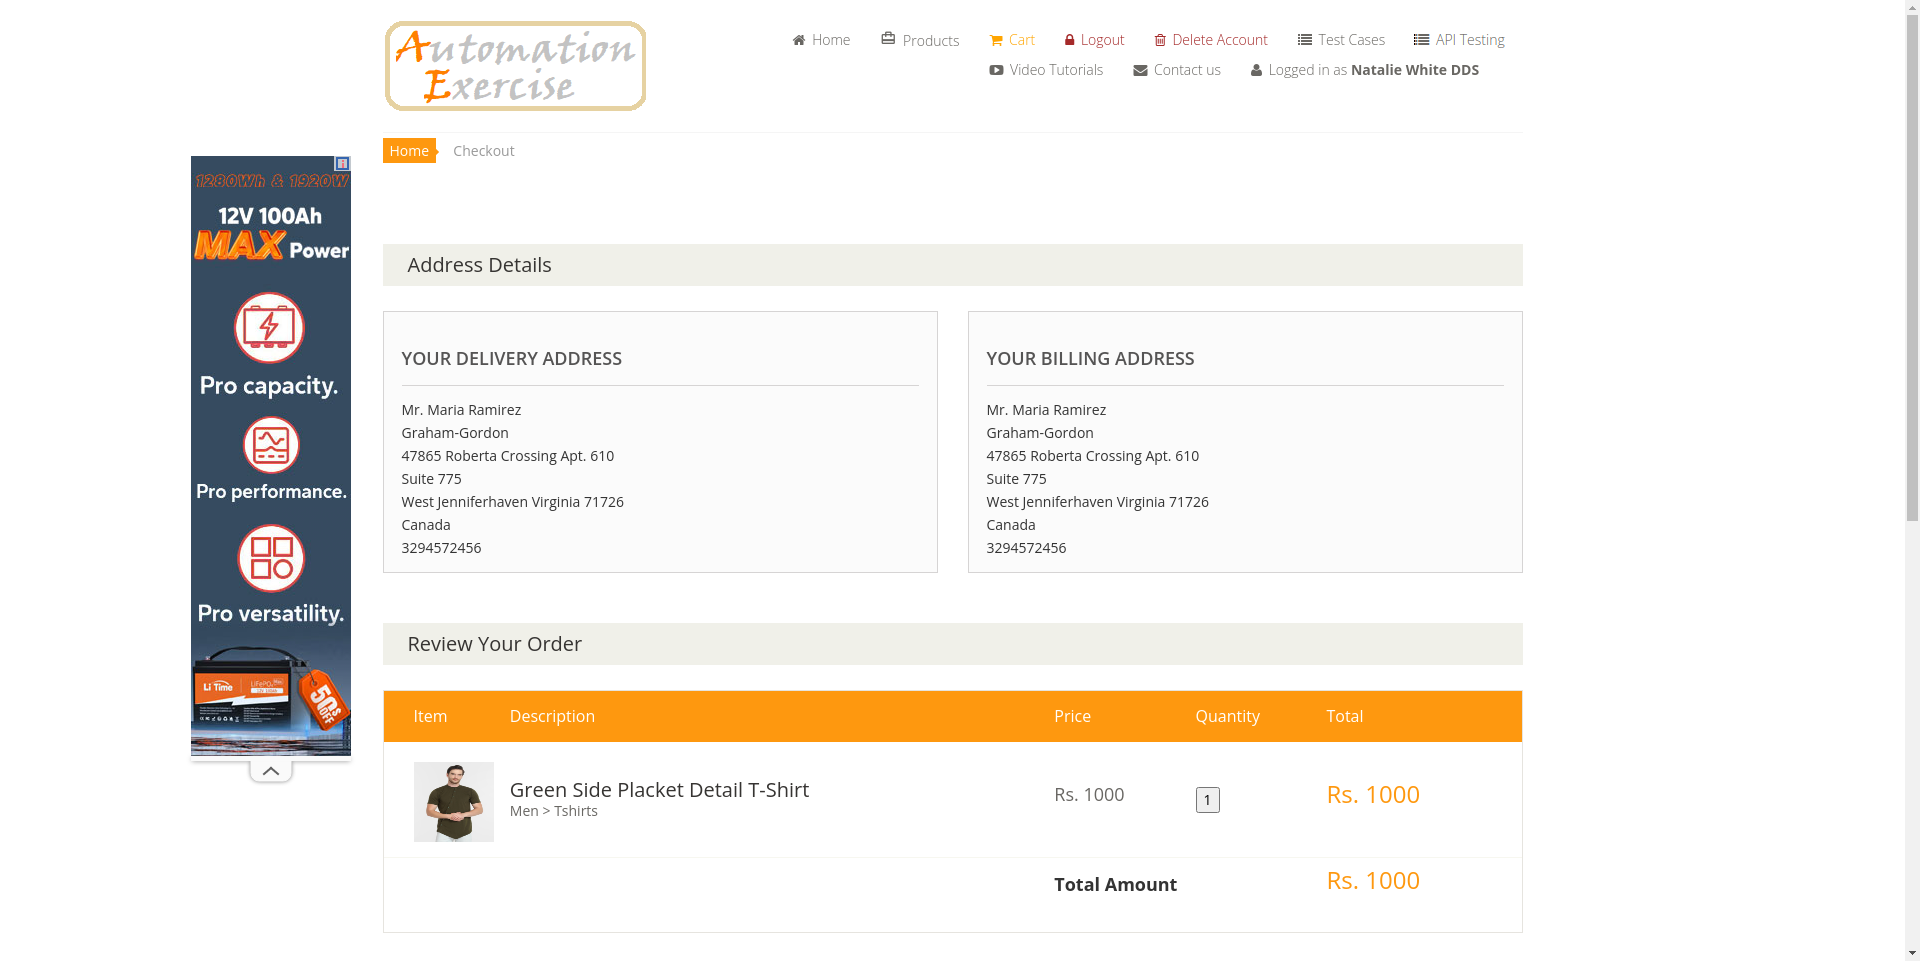 Automation
Exercise
Home
Products
Cart
Logout
Delete Account
Test Cases
API Testing
Video Tutorials
Contact us
Logged in as Natalie White DDS
Home
Checkout
1280Wh & 1920W
12V 100Ah
MAX Power
Pro capacity.
Pro performance.
Pro versatility.
Li Time
50%
OFF
Address Details
YOUR DELIVERY ADDRESS
Mr. Maria Ramirez
Graham-Gordon
47865 Roberta Crossing Apt. 610
Suite 775
West Jenniferhaven Virginia 71726
Canada
3294572456
YOUR BILLING ADDRESS
Mr. Maria Ramirez
Graham-Gordon
47865 Roberta Crossing Apt. 610
Suite 775
West Jenniferhaven Virginia 71726
Canada
3294572456
Review Your Order
Item Description Price Quantity Total
Green Side Placket Detail T-Shirt
Men > Tshirts
Rs. 1000
1
Rs. 1000
Total Amount
Rs. 1000